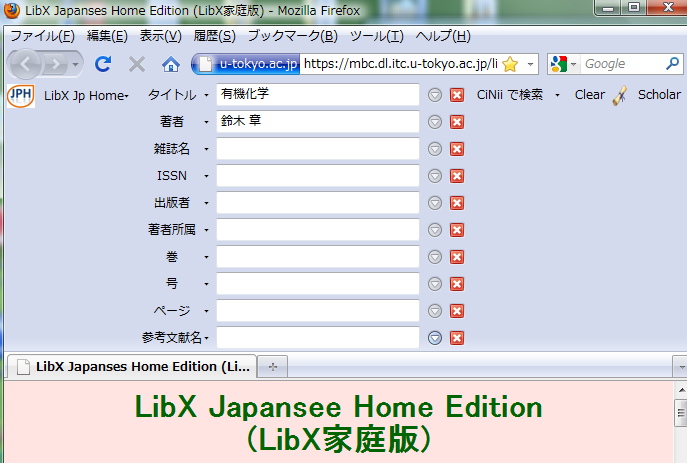 LibX Japanses Home Edition (LibX家庭版) - Mozilla Firefox
ファイル(F) 編集(E) 表示(V) 履歴(S) ブックマーク(B) ツール(T) ヘルプ(H)
u-tokyo.ac.jp https://mbc.dl.itc.u-tokyo.ac.jp/li Google
JPH LibX Jp Home タイトル 有機化学 CiNii で検索 Clear Scholar
著者 鈴木 章
雑誌名
ISSN
出版者
著者所属
巻
号
ページ
参考文献名
LibX Japanses Home Edition (Li...
LibX Japansee Home Edition
(LibX家庭版)